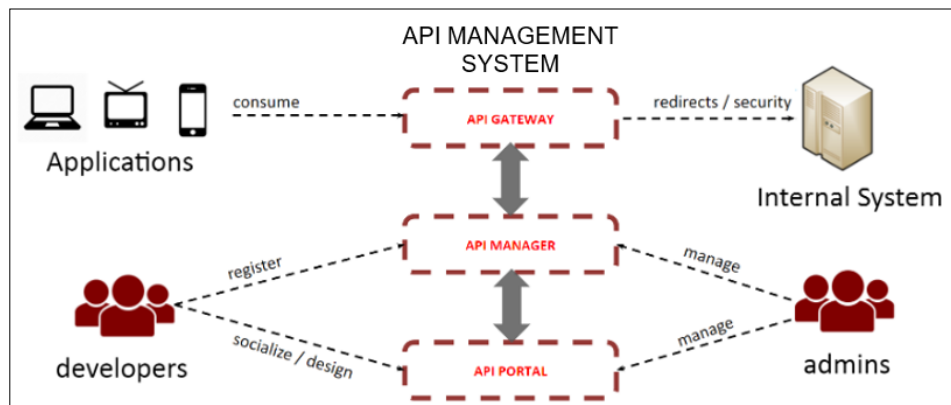 API MANAGEMENT
SYSTEM
consume
API GATEWAY
redirects / security
Applications
Internal System
register
API MANAGER
manage
developers
socialize / design
API PORTAL
manage
admins